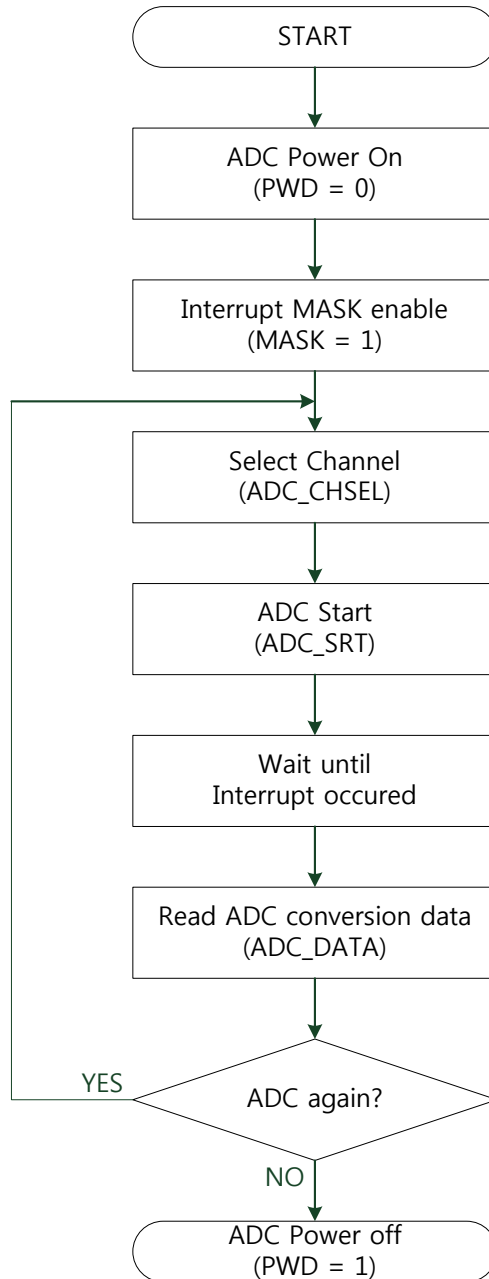 START
ADC Power On
(PWD = 0)
Interrupt MASK enable
(MASK = 1)
Select Channel
(ADC_CHSEL)
ADC Start
(ADC_SRT)
Wait until
Interrupt occured
Read ADC conversion data
(ADC_DATA)
YES
ADC again?
NO
ADC Power off
(PWD = 1)